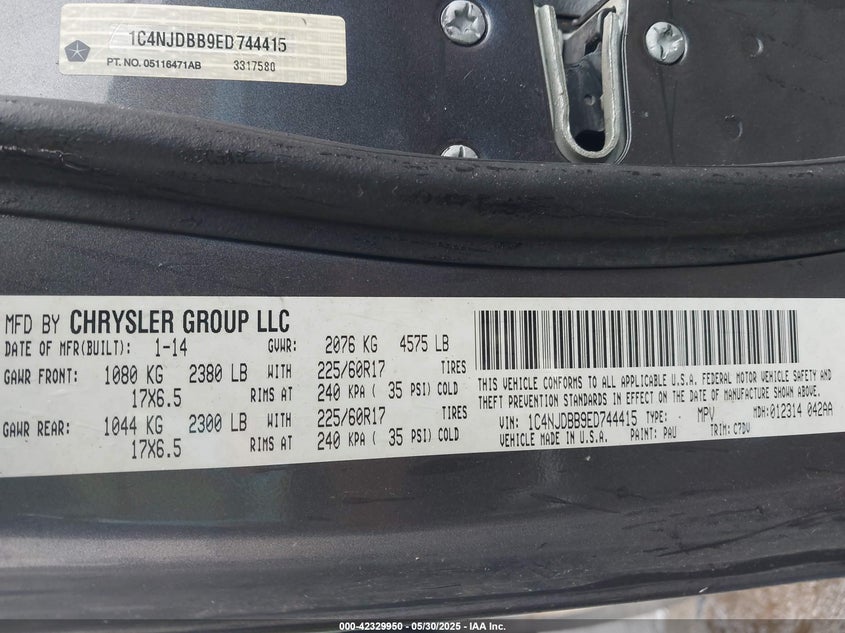 1C4NJDBB9ED744415
PT. NO. 05116471AB 3317580
MFD BY CHRYSLER GROUP LLC
DATE OF MFR(BUILT): 1-14 GVWR: 2076 KG 4575 LB
GAWR FRONT: 1080 KG 2380 LB WITH 225/60R17 TIRES
17X6.5 RIMS AT 240 KPA ( 35 PSI) COLD
GAWR REAR: 1044 KG 2300 LB WITH 225/60R17 TIRES
17X6.5 RIMS AT 240 KPA ( 35 PSI) COLD
THIS VEHICLE CONFORMS TO ALL APPLICABLE U.S.A. FEDERAL MOTOR VEHICLE SAFETY AND
THEFT PREVENTION STANDARDS IN EFFECT ON THE DATE OF MANUFACTURE SHOWN ABOVE.
VIN: 1C4NJDBB9ED744415 TYPE: MPV MDH:012314 042AA
VEHICLE MADE IN U.S.A. PAINT: PAU TRIM: C7DV
000-42329950 — 05/30/2025 — IAA Inc.